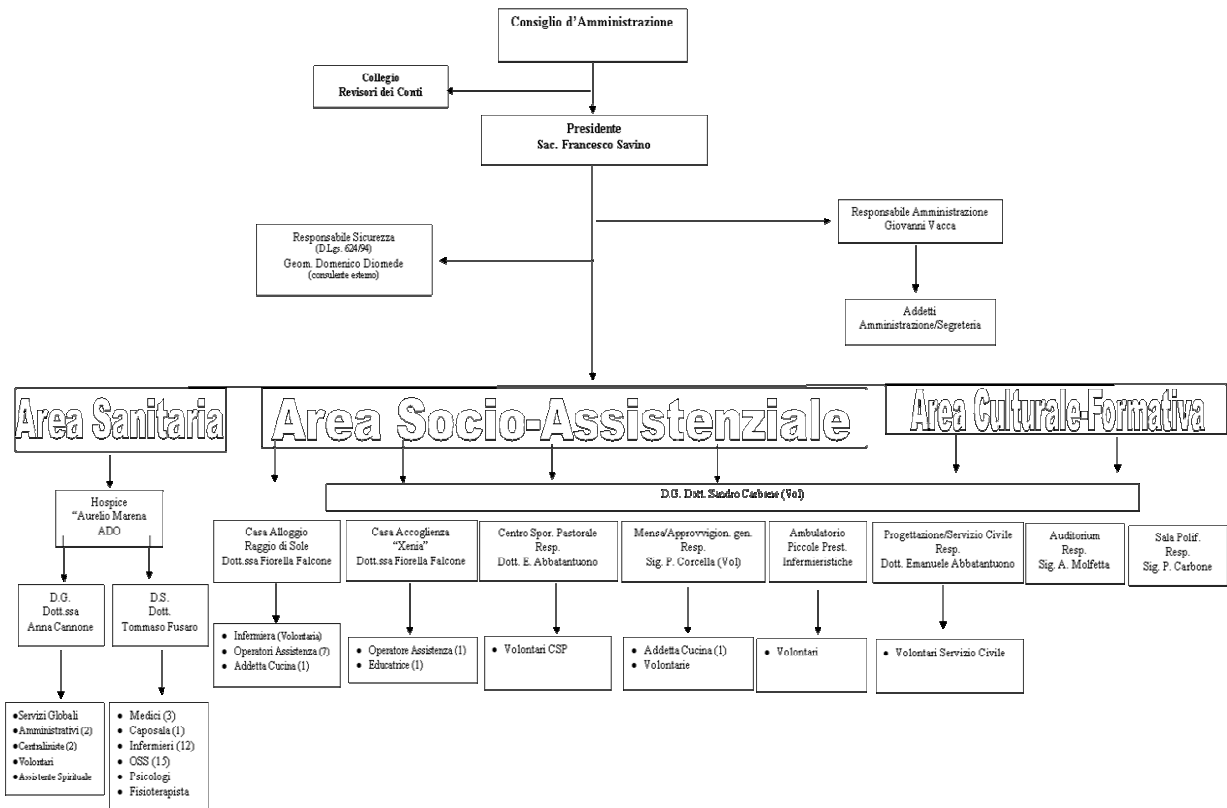 Consiglio d'Amministrazione
Collegio
Revisori dei Conti
Presidente
Sac. Francesco Savino
Responsabile Amministrazione
Giovanni Vacca
Responsabile Sicurezza
(D.Lgs. 624/94)
Geom. Domenico Diomede
(consulente esterno)
Addetti
Amministrazione/Segreteria
Area Sanitaria
Area Socio-Assistenziale
Area Culturale-Formativa
D.G. Dott. Sandro Carbone (Vol)
Hospice
"Aurelio Marena
ADO
Casa Alloggio
Raggio di Sole
Dott.ssa Fiorella Falcone
Casa Accoglienza
"Xenia"
Dott.ssa Fiorella Falcone
Centro Spor. Pastorale
Resp.
Dott. E. Abbatantuono
Mensa/Approvvigion. gen.
Resp.
Sig. P. Corcella (Vol)
Ambulatorio
Piccole Prest.
Infermieristiche
Progettazione/Servizio Civile
Resp.
Dott. Emanuele Abbatantuono
Auditorium
Resp.
Sig. A. Molfetta
Sala Polif.
Resp.
Sig. P. Carbone
D.G.
Dott.ssa
Anna Cannone
D.S.
Dott.
Tommaso Fusaro
• Infermiera (Volontaria)
• Operatori Assistenza (7)
• Addetta Cucina (1)
• Operatore Assistenza (1)
• Educatrice (1)
• Volontari CSP
• Addetta Cucina (1)
• Volontarie
• Volontari
• Volontari Servizio Civile
•Servizi Globali
•Amministrativi (2)
•Centraliniste (2)
•Volontari
•Assistente Spirituale
• Medici (3)
• Caposala (1)
• Infermieri (12)
• OSS (15)
• Psicologi
• Fisioterapista